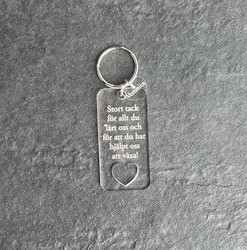 Stort tack
för allt du
lärt oss och
för att du har
hjälpt oss
att växa!